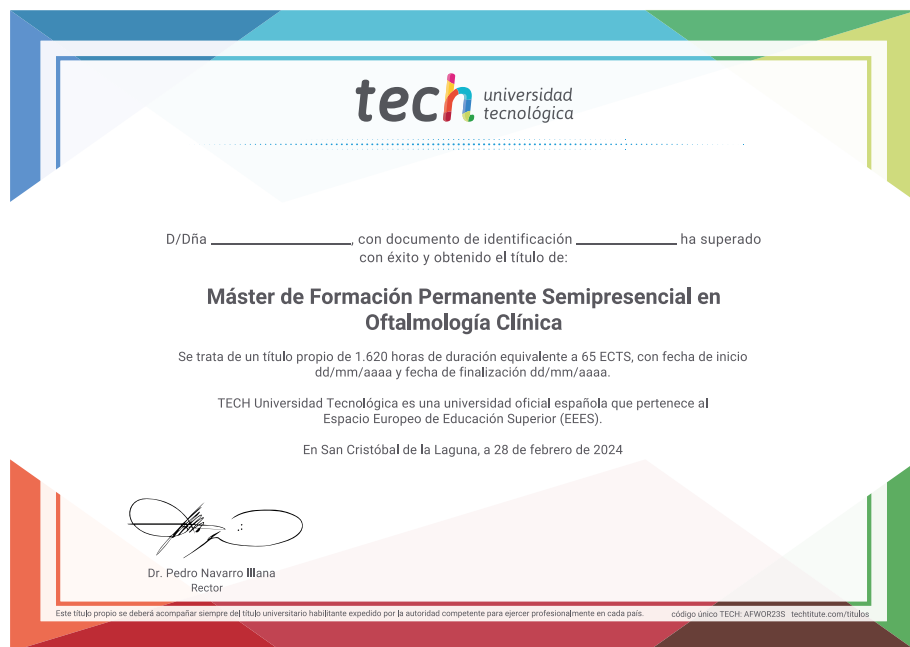 tech universidad
tecnológica
D/Dña ____________________, con documento de identificación ______________ ha superado
con éxito y obtenido el título de:
Máster de Formación Permanente Semipresencial en
Oftalmología Clínica
Se trata de un título propio de 1.620 horas de duración equivalente a 65 ECTS, con fecha de inicio
dd/mm/aaaa y fecha de finalización dd/mm/aaaa.
TECH Universidad Tecnológica es una universidad oficial española que pertenece al
Espacio Europeo de Educación Superior (EEES).
En San Cristóbal de la Laguna, a 28 de febrero de 2024
Dr. Pedro Navarro Illana
Rector
Este título propio se deberá acompañar siempre del título universitario habilitante expedido por la autoridad competente para ejercer profesionalmente en cada país. código único TECH: AFWOR23S techtitute.com/titulos